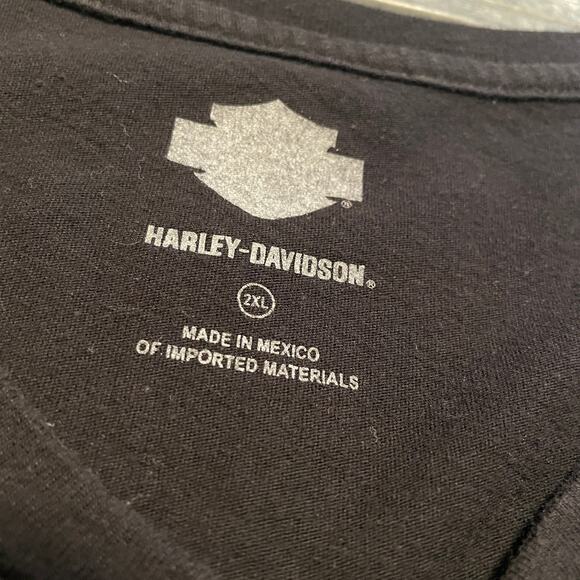 ®
HARLEY-DAVIDSON®
2XL
MADE IN MEXICO
OF IMPORTED MATERIALS